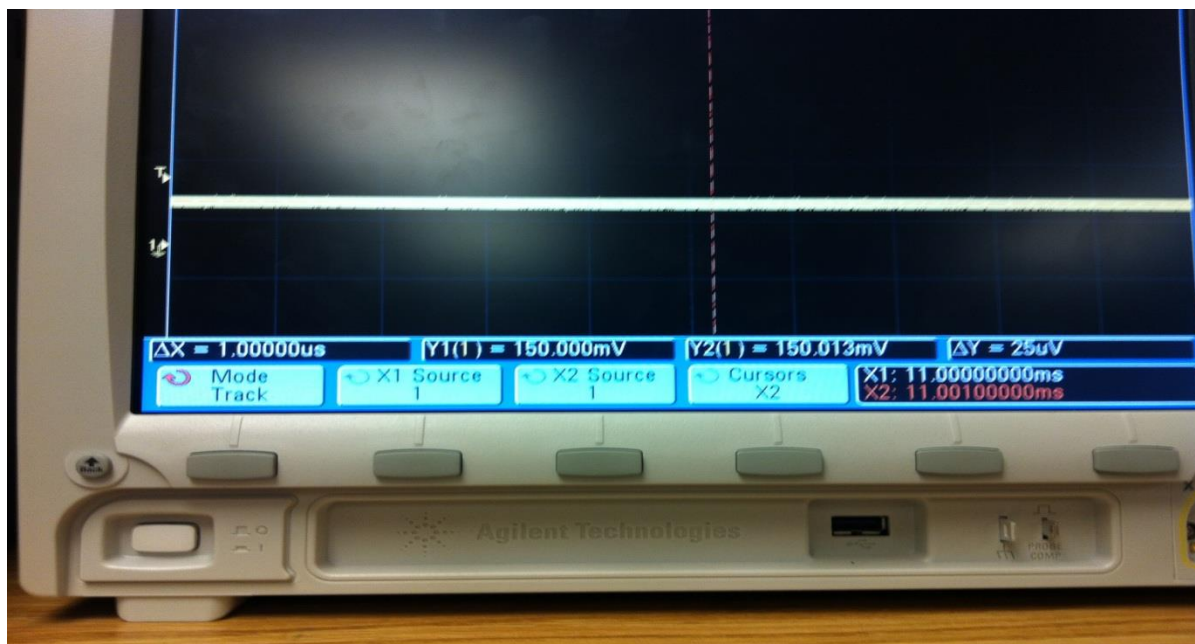 T
1
ΔX = 1.00000us
Y1(1) = 150.000mV
Y2(1) = 150.013mV
ΔY = 25uV
Mode
Track
X1 Source
1
X2 Source
1
Cursors
X2
X1: 11.00000000ms
X2: 11.00100000ms
Back
Agilent Technologies
PROBE
COMP
X